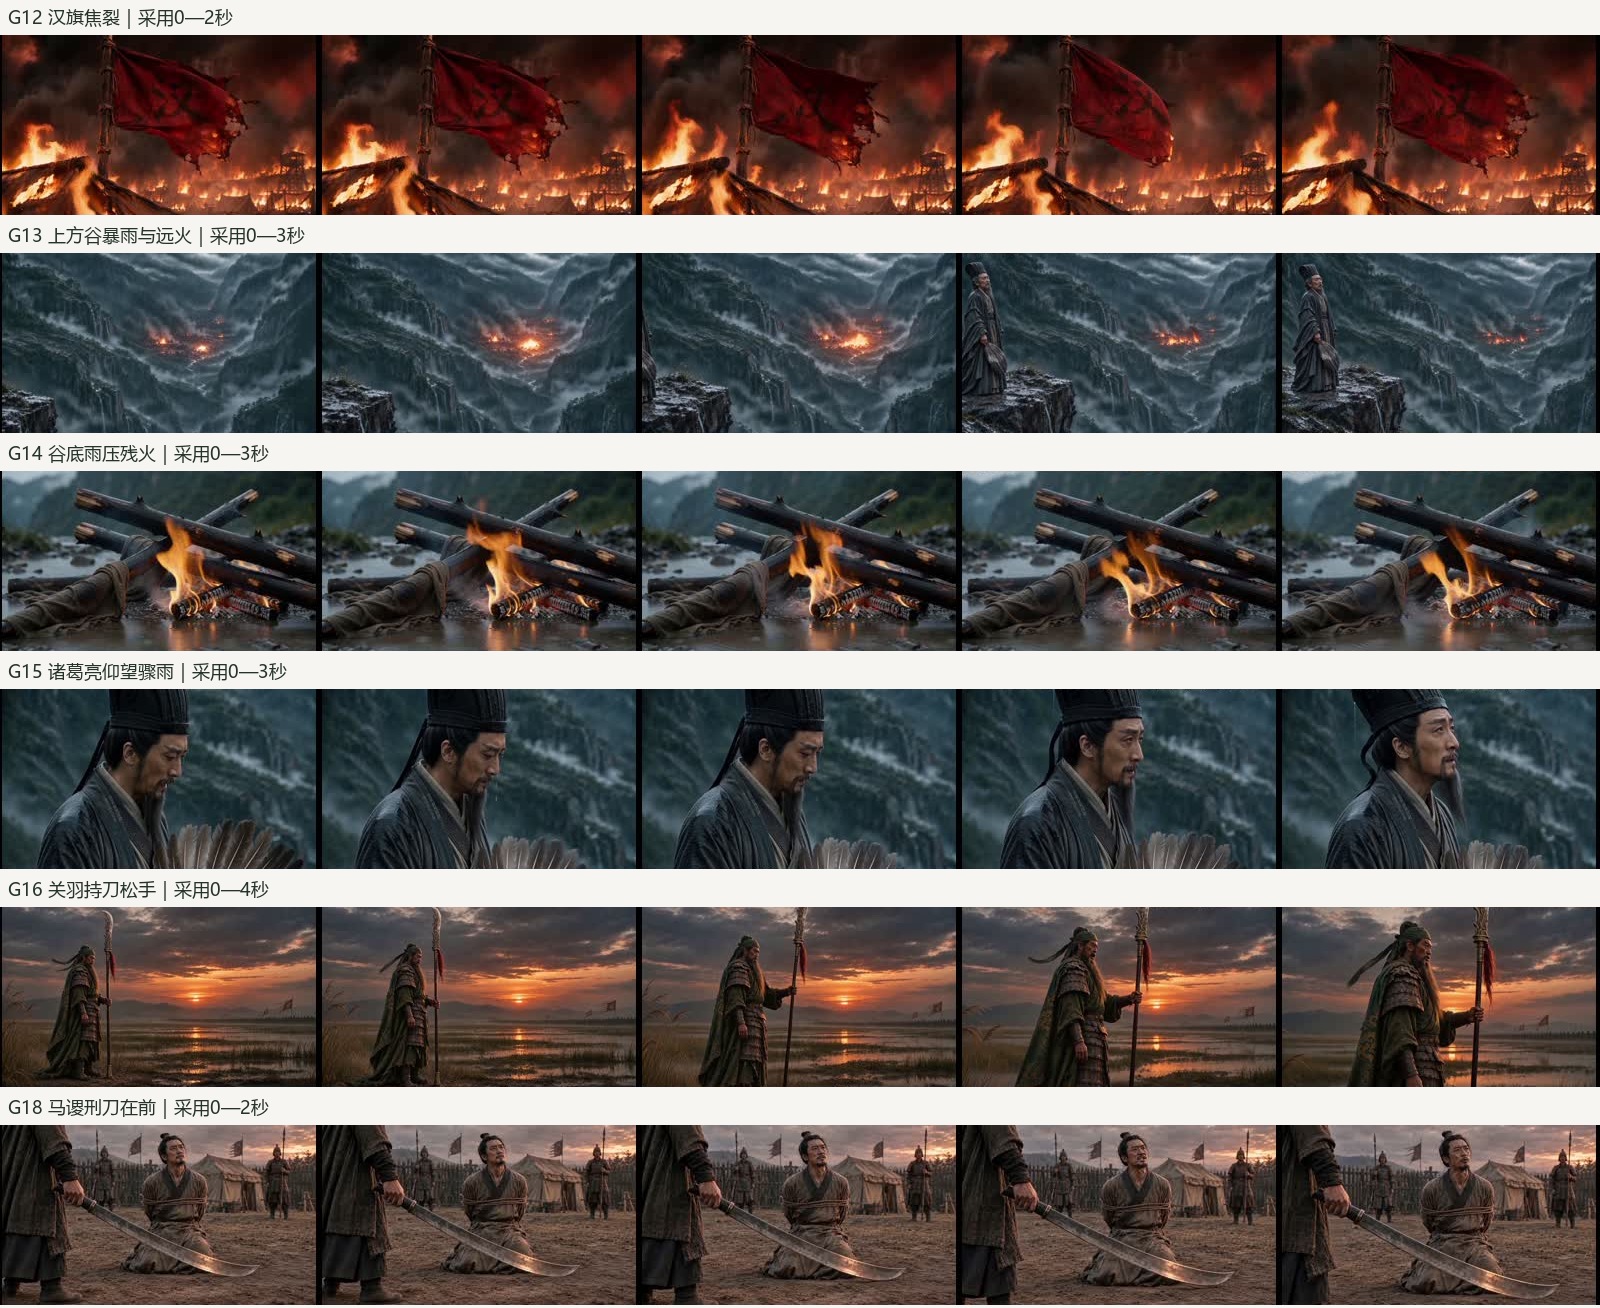 G12 汉旗焦裂 | 采用0—2秒
汉
G13 上方谷暴雨与远火 | 采用0—3秒
G14 谷底雨压残火 | 采用0—3秒
G15 诸葛亮仰望骤雨 | 采用0—3秒
G16 关羽持刀松手 | 采用0—4秒
G18 马谡刑刀在前 | 采用0—2秒